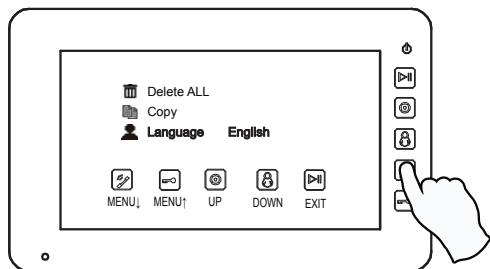 Delete ALL
Copy
Language English
MENU↓ MENU↑ UP DOWN EXIT